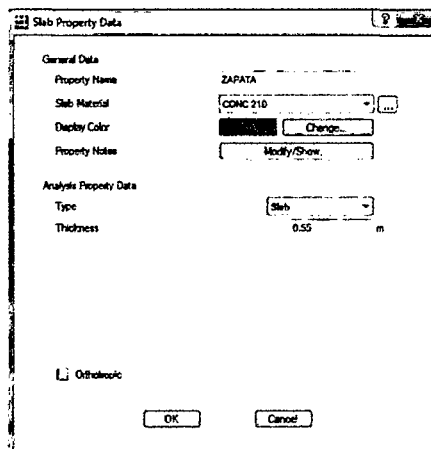 Slab Property Data
General Data
Property Name ZAPATA
Slab Material CONC 210 ...
Display Color Change...
Property Notes Modify/Show...
Analysis Property Data
Type Slab
Thickness 0.55 m
Orthotropic
OK Cancel